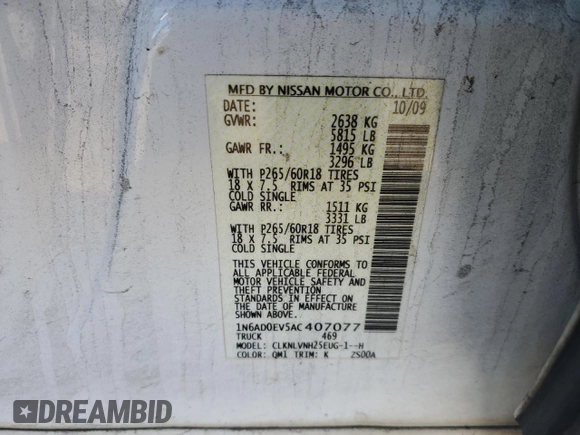 MFD BY NISSAN MOTOR CO., LTD.
DATE: 10/09
GVWR: 2638 KG
5815 LB
GAWR FR.: 1495 KG
3296 LB
WITH P265/60R18 TIRES
18 X 7.5 RIMS AT 35 PSI
COLD SINGLE
GAWR RR.: 1511 KG
3331 LB
WITH P265/60R18 TIRES
18 X 7.5 RIMS AT 35 PSI
COLD SINGLE
THIS VEHICLE CONFORMS TO
ALL APPLICABLE FEDERAL
MOTOR VEHICLE SAFETY AND
THEFT PREVENTION
STANDARDS IN EFFECT ON
THE DATE OF MANUFACTURE
SHOWN ABOVE.
1N6AD0EV5AC407077
TRUCK 469
MODEL: CLKNLVNH25EUG-1--H
COLOR: QM1 TRIM: K ZS00A
DREAMBID
dreambid.com